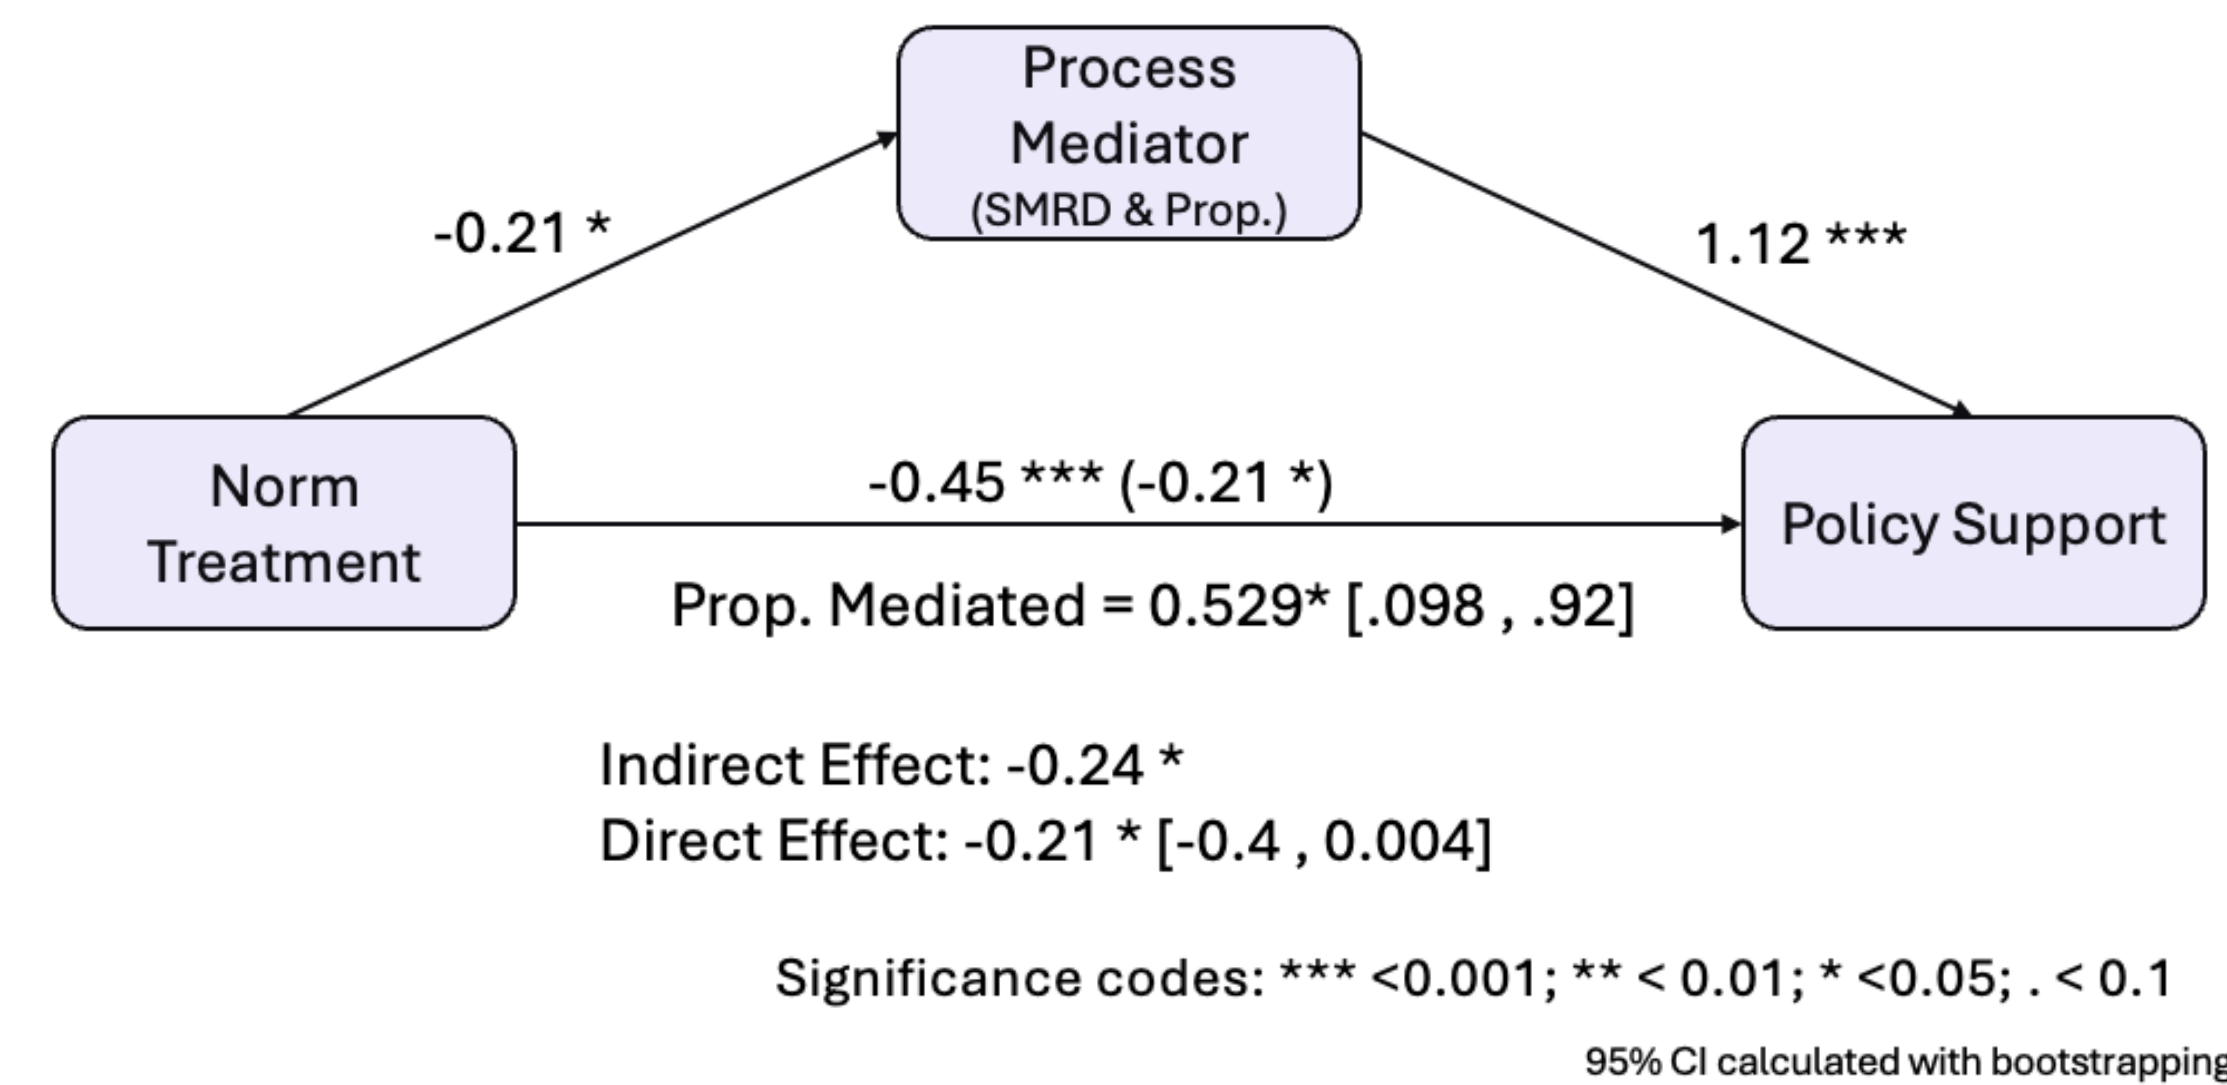 Process
Mediator
(SMRD & Prop.)
-0.21 *
1.12 ***
Norm
Treatment
-0.45 *** (-0.21 *)
Policy Support
Prop. Mediated = 0.529* [.098 , .92]
Indirect Effect: -0.24 *
Direct Effect: -0.21 * [-0.4 , 0.004]
Significance codes: *** <0.001; ** < 0.01; * <0.05; . < 0.1
95% CI calculated with bootstrapping